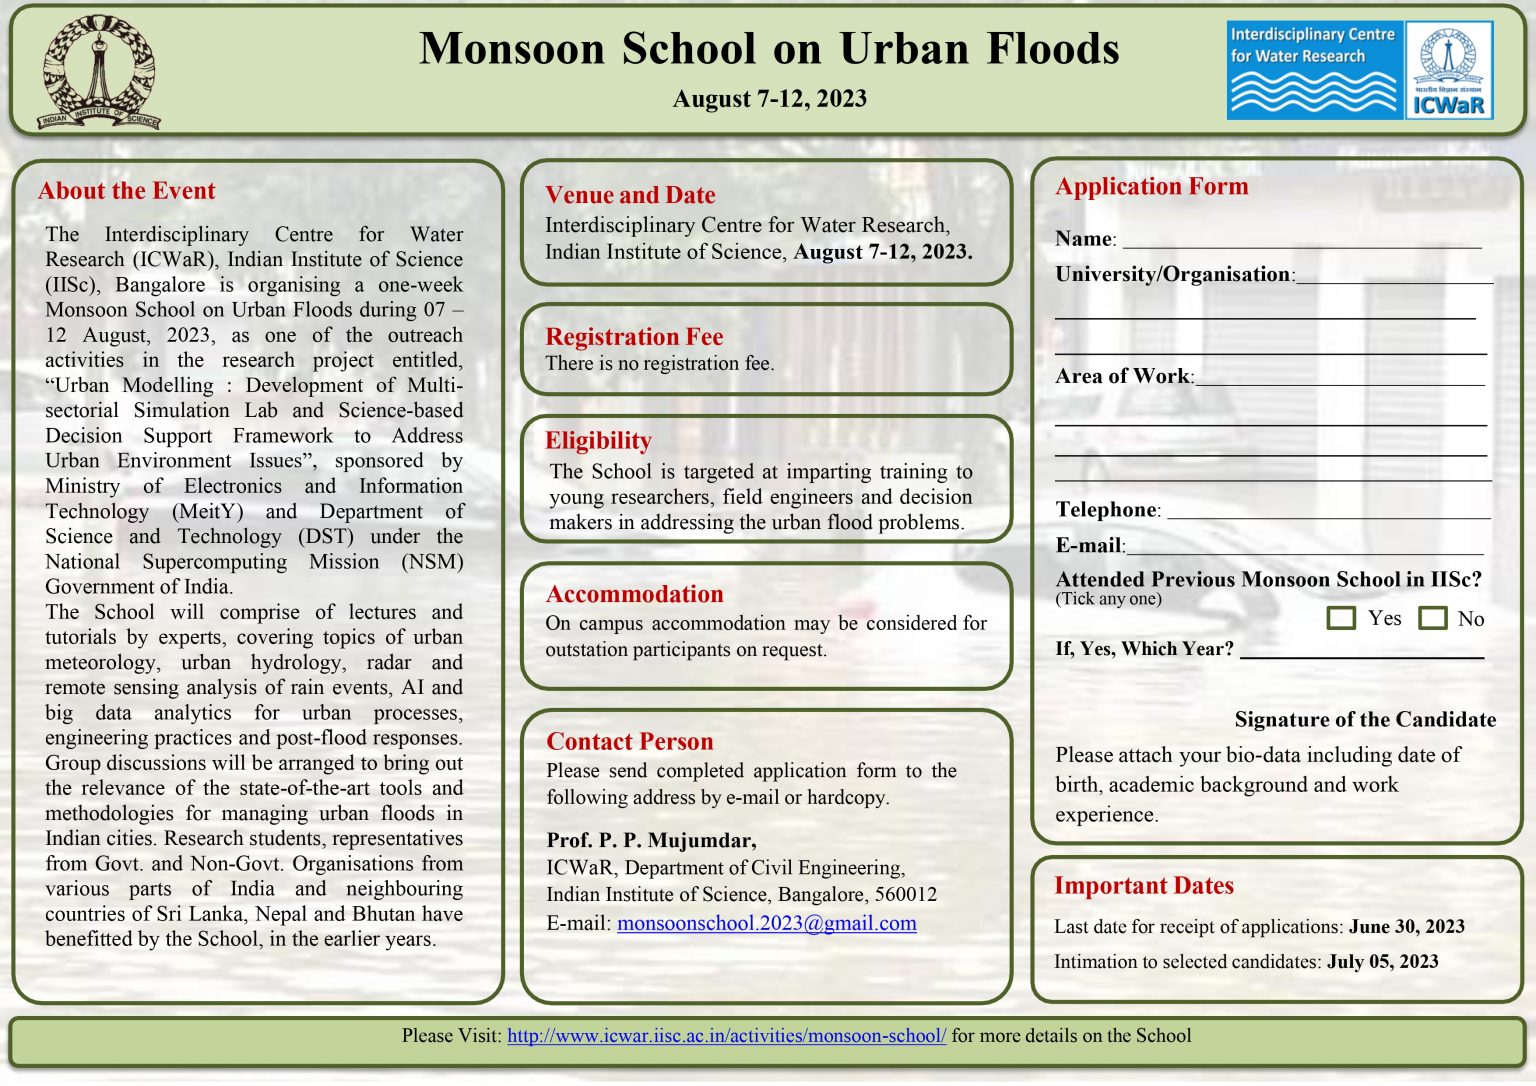 INDIAN INSTITUTE OF SCIENCE
Monsoon School on Urban Floods
August 7-12, 2023
Interdisciplinary Centre
for Water Research
भारतीय विज्ञान संस्थान
ICWaR
About the Event
The Interdisciplinary Centre for Water
Research (ICWaR), Indian Institute of Science
(IISc), Bangalore is organising a one-week
Monsoon School on Urban Floods during 07 –
12 August, 2023, as one of the outreach
activities in the research project entitled,
“Urban Modelling : Development of Multi-
sectorial Simulation Lab and Science-based
Decision Support Framework to Address
Urban Environment Issues”, sponsored by
Ministry of Electronics and Information
Technology (MeitY) and Department of
Science and Technology (DST) under the
National Supercomputing Mission (NSM)
Government of India.
The School will comprise of lectures and
tutorials by experts, covering topics of urban
meteorology, urban hydrology, radar and
remote sensing analysis of rain events, AI and
big data analytics for urban processes,
engineering practices and post-flood responses.
Group discussions will be arranged to bring out
the relevance of the state-of-the-art tools and
methodologies for managing urban floods in
Indian cities. Research students, representatives
from Govt. and Non-Govt. Organisations from
various parts of India and neighbouring
countries of Sri Lanka, Nepal and Bhutan have
benefitted by the School, in the earlier years.
Venue and Date
Interdisciplinary Centre for Water Research,
Indian Institute of Science, August 7-12, 2023.
Registration Fee
There is no registration fee.
Eligibility
The School is targeted at imparting training to
young researchers, field engineers and decision
makers in addressing the urban flood problems.
Accommodation
On campus accommodation may be considered for
outstation participants on request.
Contact Person
Please send completed application form to the
following address by e-mail or hardcopy.
Prof. P. P. Mujumdar,
ICWaR, Department of Civil Engineering,
Indian Institute of Science, Bangalore, 560012
E-mail: monsoonschool.2023@gmail.com
Application Form
Name:
University/Organisation:
Area of Work:
Telephone:
E-mail:
Attended Previous Monsoon School in IISc?
(Tick any one)
Yes No
If, Yes, Which Year?
Signature of the Candidate
Please attach your bio-data including date of
birth, academic background and work
experience.
Important Dates
Last date for receipt of applications: June 30, 2023
Intimation to selected candidates: July 05, 2023
Please Visit: http://www.icwar.iisc.ac.in/activities/monsoon-school/ for more details on the School